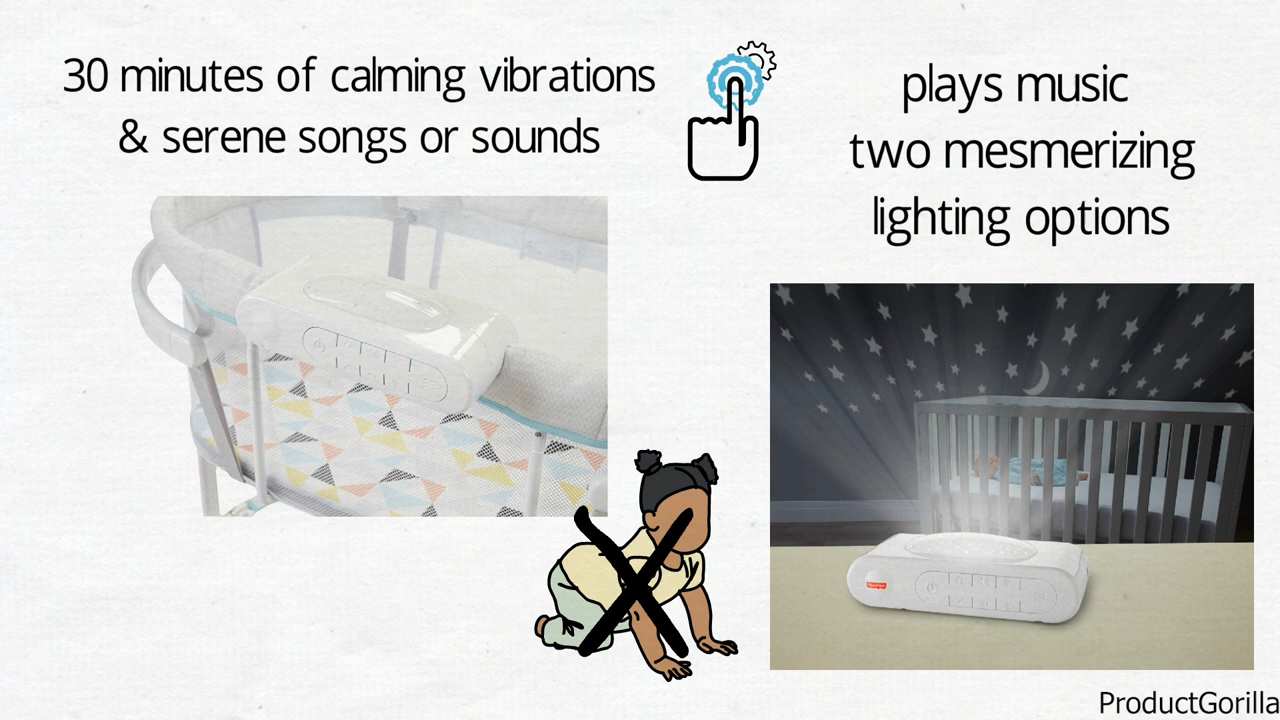 30 minutes of calming vibrations
& serene songs or sounds
plays music
two mesmerizing
lighting options
ProductGorilla